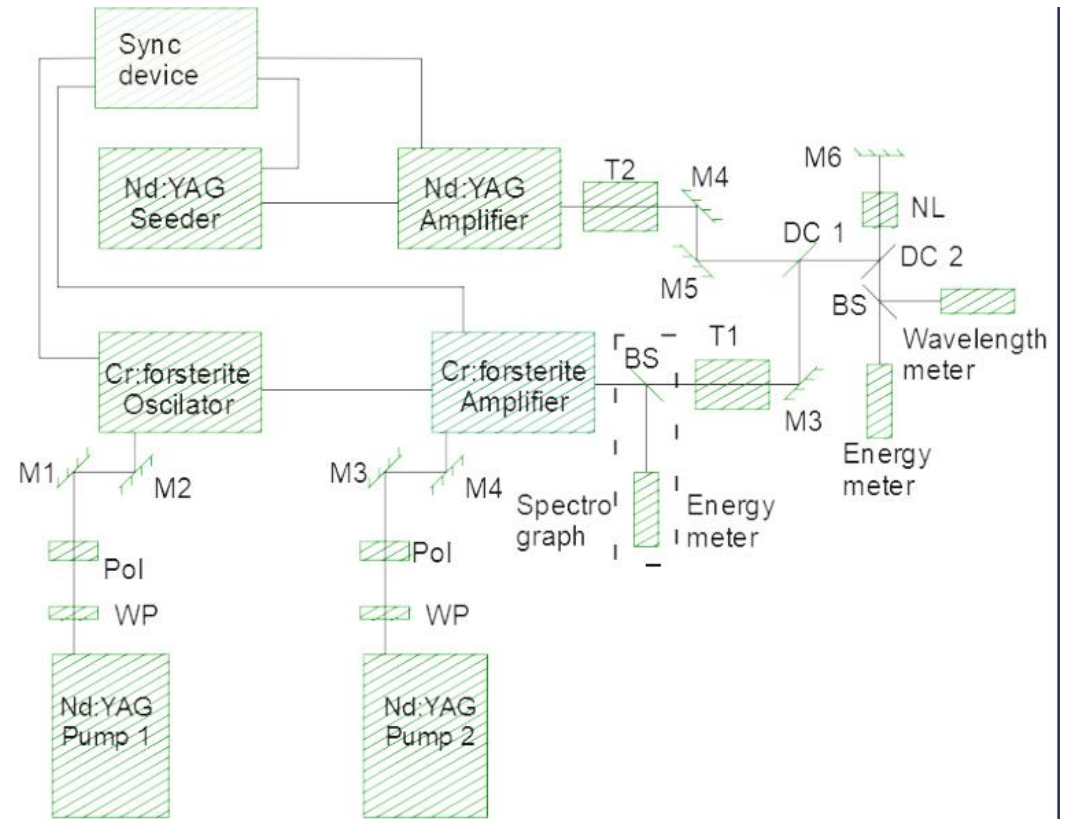 Sync
device
M6
T2
M4
Nd:YAG
Seeder
Nd:YAG
Amplifier
NL
DC 1
DC 2
M5
BS
Wavelength
meter
T1
BS
Cr:forsterite
Oscilator
Cr:forsterite
Amplifier
M3
Energy
meter
M1
M2
M3
M4
Spectro
graph
Energy
meter
Pol
Pol
WP
WP
Nd:YAG
Pump 1
Nd:YAG
Pump 2